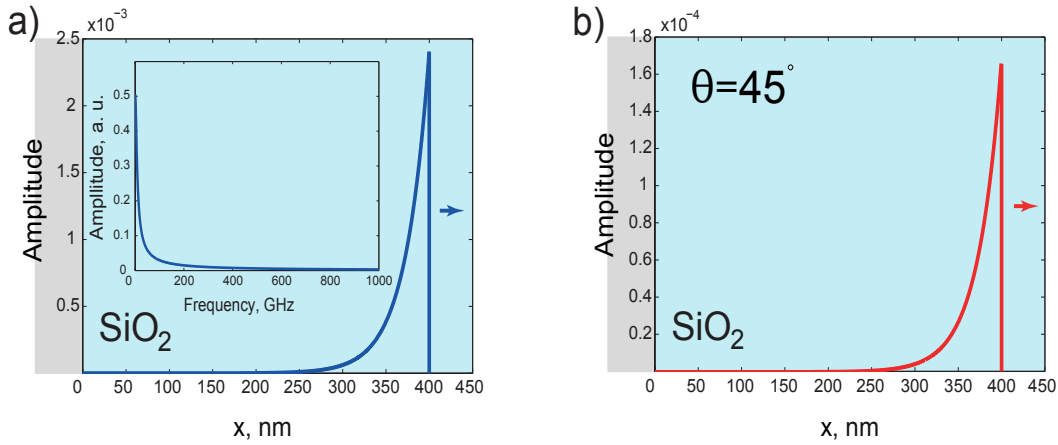 a)
x10⁻³
2.5
2
1.5
1
0.5
Amplitude
0.5
0.4
0.3
0.2
0.1
0
Ampllitude, a. u.
0 200 400 600 800 1000
Frequency, GHz
SiO₂
0 50 100 150 200 250 300 350 400 450
x, nm
b)
x10⁻⁴
1.8
1.6
1.4
1.2
1
0.8
0.6
0.4
0.2
Amplitude
θ=45°
SiO₂
0 50 100 150 200 250 300 350 400 450
x, nm